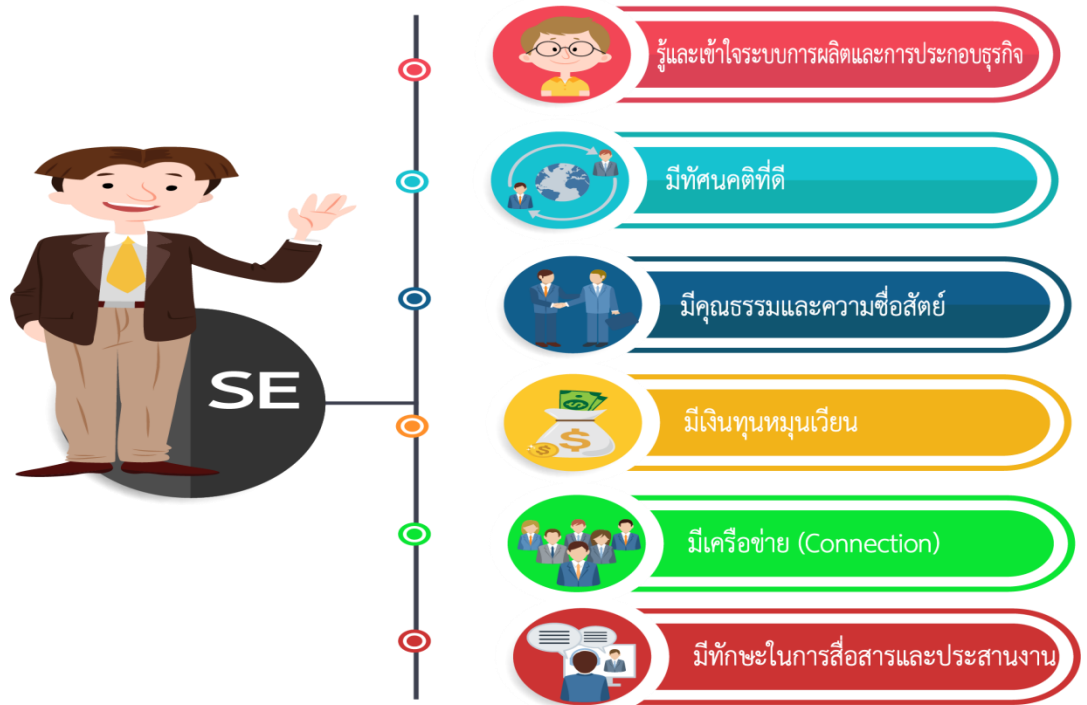 รู้และเข้าใจระบบการผลิตและการประกอบธุรกิจ
มีทัศนคติที่ดี
มีคุณธรรมและความซื่อสัตย์
SE
มีเงินทุนหมุนเวียน
มีเครือข่าย (Connection)
มีทักษะในการสื่อสารและประสานงาน